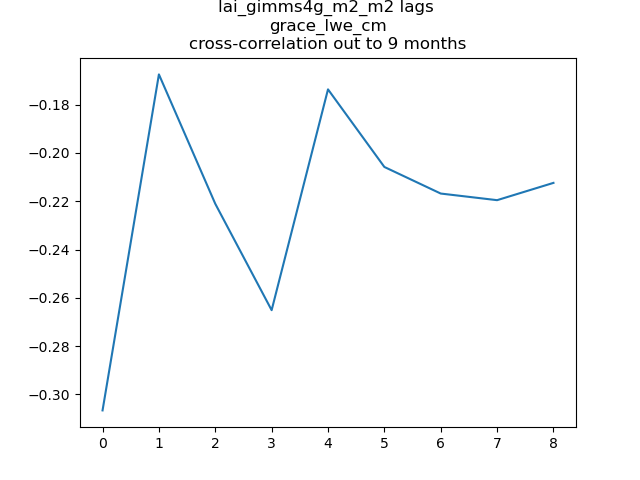 lai_gimms4g_m2_m2 lags
grace_lwe_cm
cross-correlation out to 9 months
−0.18
−0.20
−0.22
−0.24
−0.26
−0.28
−0.30
0 1 2 3 4 5 6 7 8